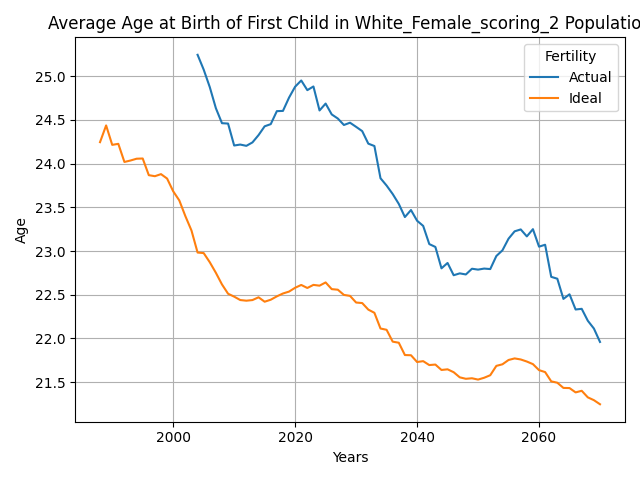 Average Age at Birth of First Child in White_Female_scoring_2 Populatio
Fertility
Actual
Ideal
25.0
24.5
24.0
23.5
23.0
22.5
22.0
21.5
Age
2000
2020
2040
2060
Years